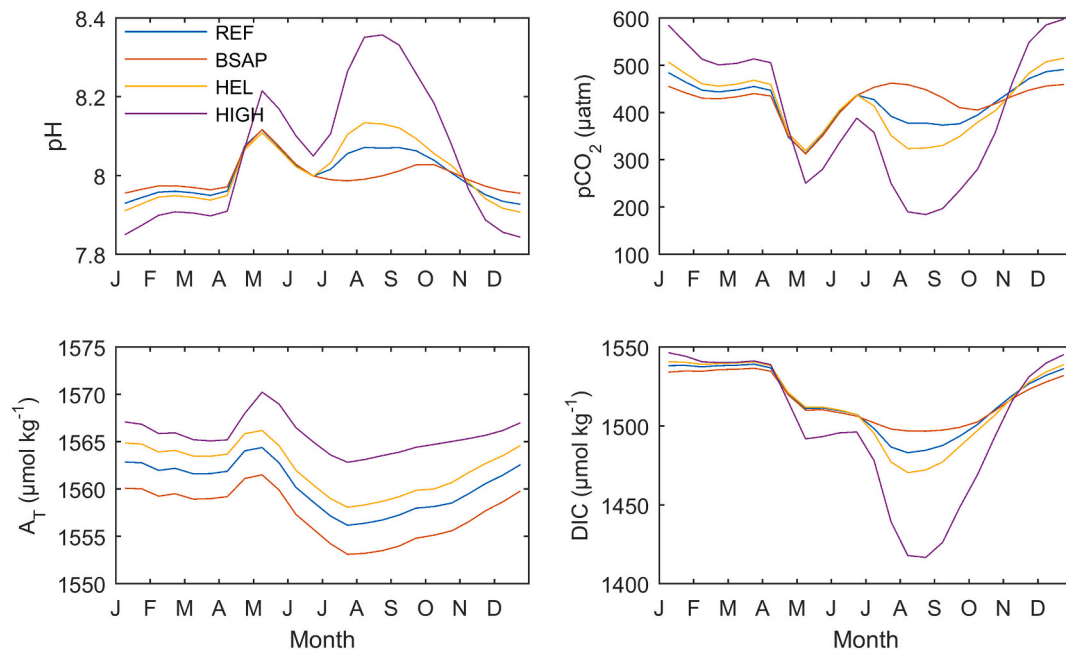 8.4
8.2
8
7.8
pH
REF
BSAP
HEL
HIGH
J F M A M J J A S O N D
600
500
400
300
200
100
pCO2 (µatm)
J F M A M J J A S O N D
1575
1570
1565
1560
1555
1550
AT (µmol kg-1)
J F M A M J J A S O N D
Month
1550
1500
1450
1400
DIC (µmol kg-1)
J F M A M J J A S O N D
Month